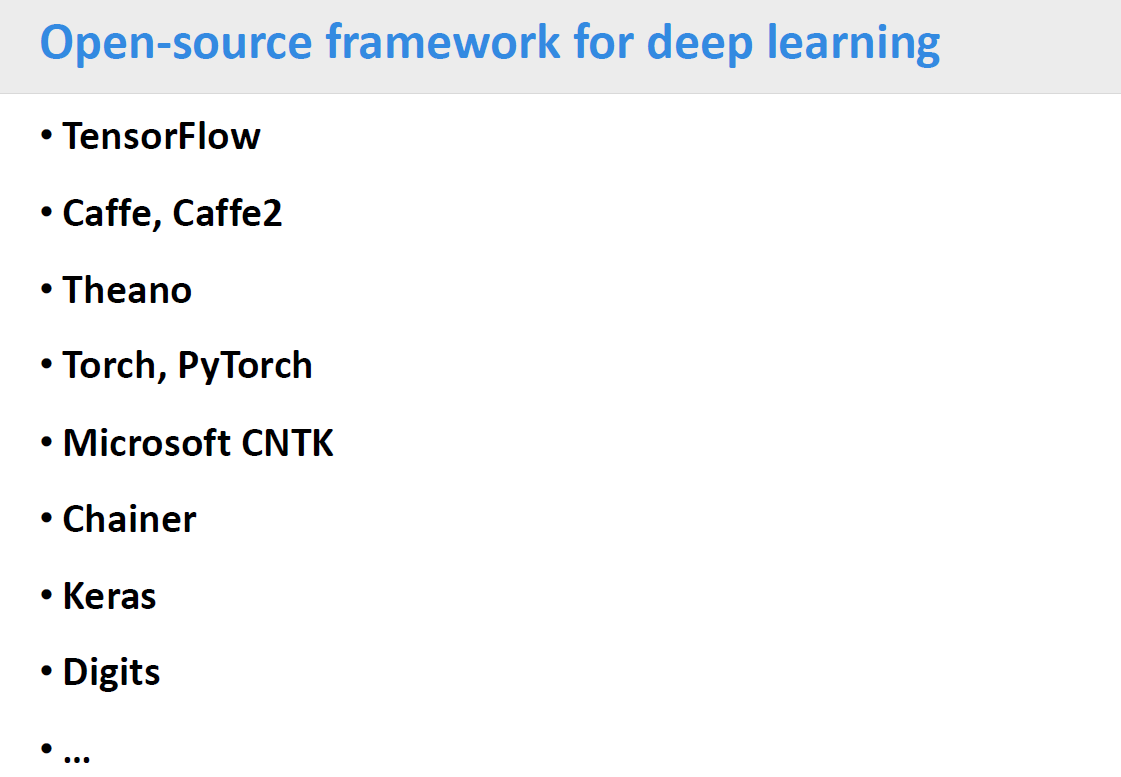 Open-source framework for deep learning
• TensorFlow
• Caffe, Caffe2
• Theano
• Torch, PyTorch
• Microsoft CNTK
• Chainer
• Keras
• Digits
• ...